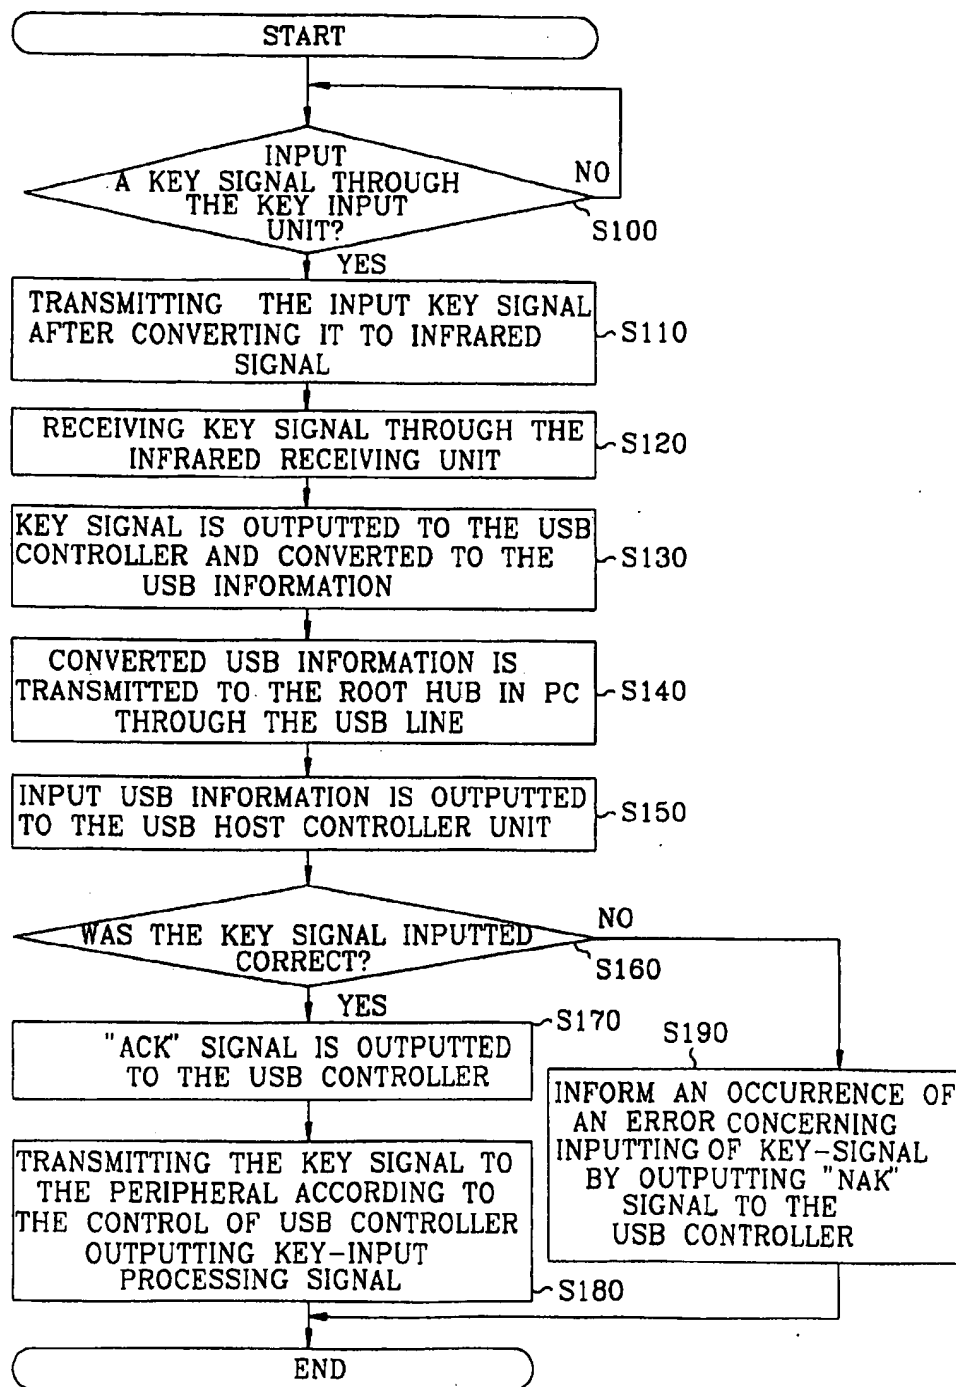 START
INPUT
A KEY SIGNAL THROUGH
THE KEY INPUT
UNIT?
NO
S100
YES
TRANSMITTING THE INPUT KEY SIGNAL
AFTER CONVERTING IT TO INFRARED
SIGNAL
S110
RECEIVING KEY SIGNAL THROUGH THE
INFRARED RECEIVING UNIT
S120
KEY SIGNAL IS OUTPUTTED TO THE USB
CONTROLLER AND CONVERTED TO THE
USB INFORMATION
S130
CONVERTED USB INFORMATION IS
TRANSMITTED TO THE ROOT HUB IN PC
THROUGH THE USB LINE
S140
INPUT USB INFORMATION IS OUTPUTTED
TO THE USB HOST CONTROLLER UNIT
S150
WAS THE KEY SIGNAL INPUTTED
CORRECT?
NO
S160
YES
S170
"ACK" SIGNAL IS OUTPUTTED
TO THE USB CONTROLLER
S190
INFORM AN OCCURRENCE OF
AN ERROR CONCERNING
INPUTTING OF KEY-SIGNAL
BY OUTPUTTING "NAK"
SIGNAL TO THE
USB CONTROLLER
TRANSMITTING THE KEY SIGNAL TO
THE PERIPHERAL ACCORDING TO
THE CONTROL OF USB CONTROLLER
OUTPUTTING KEY-INPUT
PROCESSING SIGNAL
S180
END